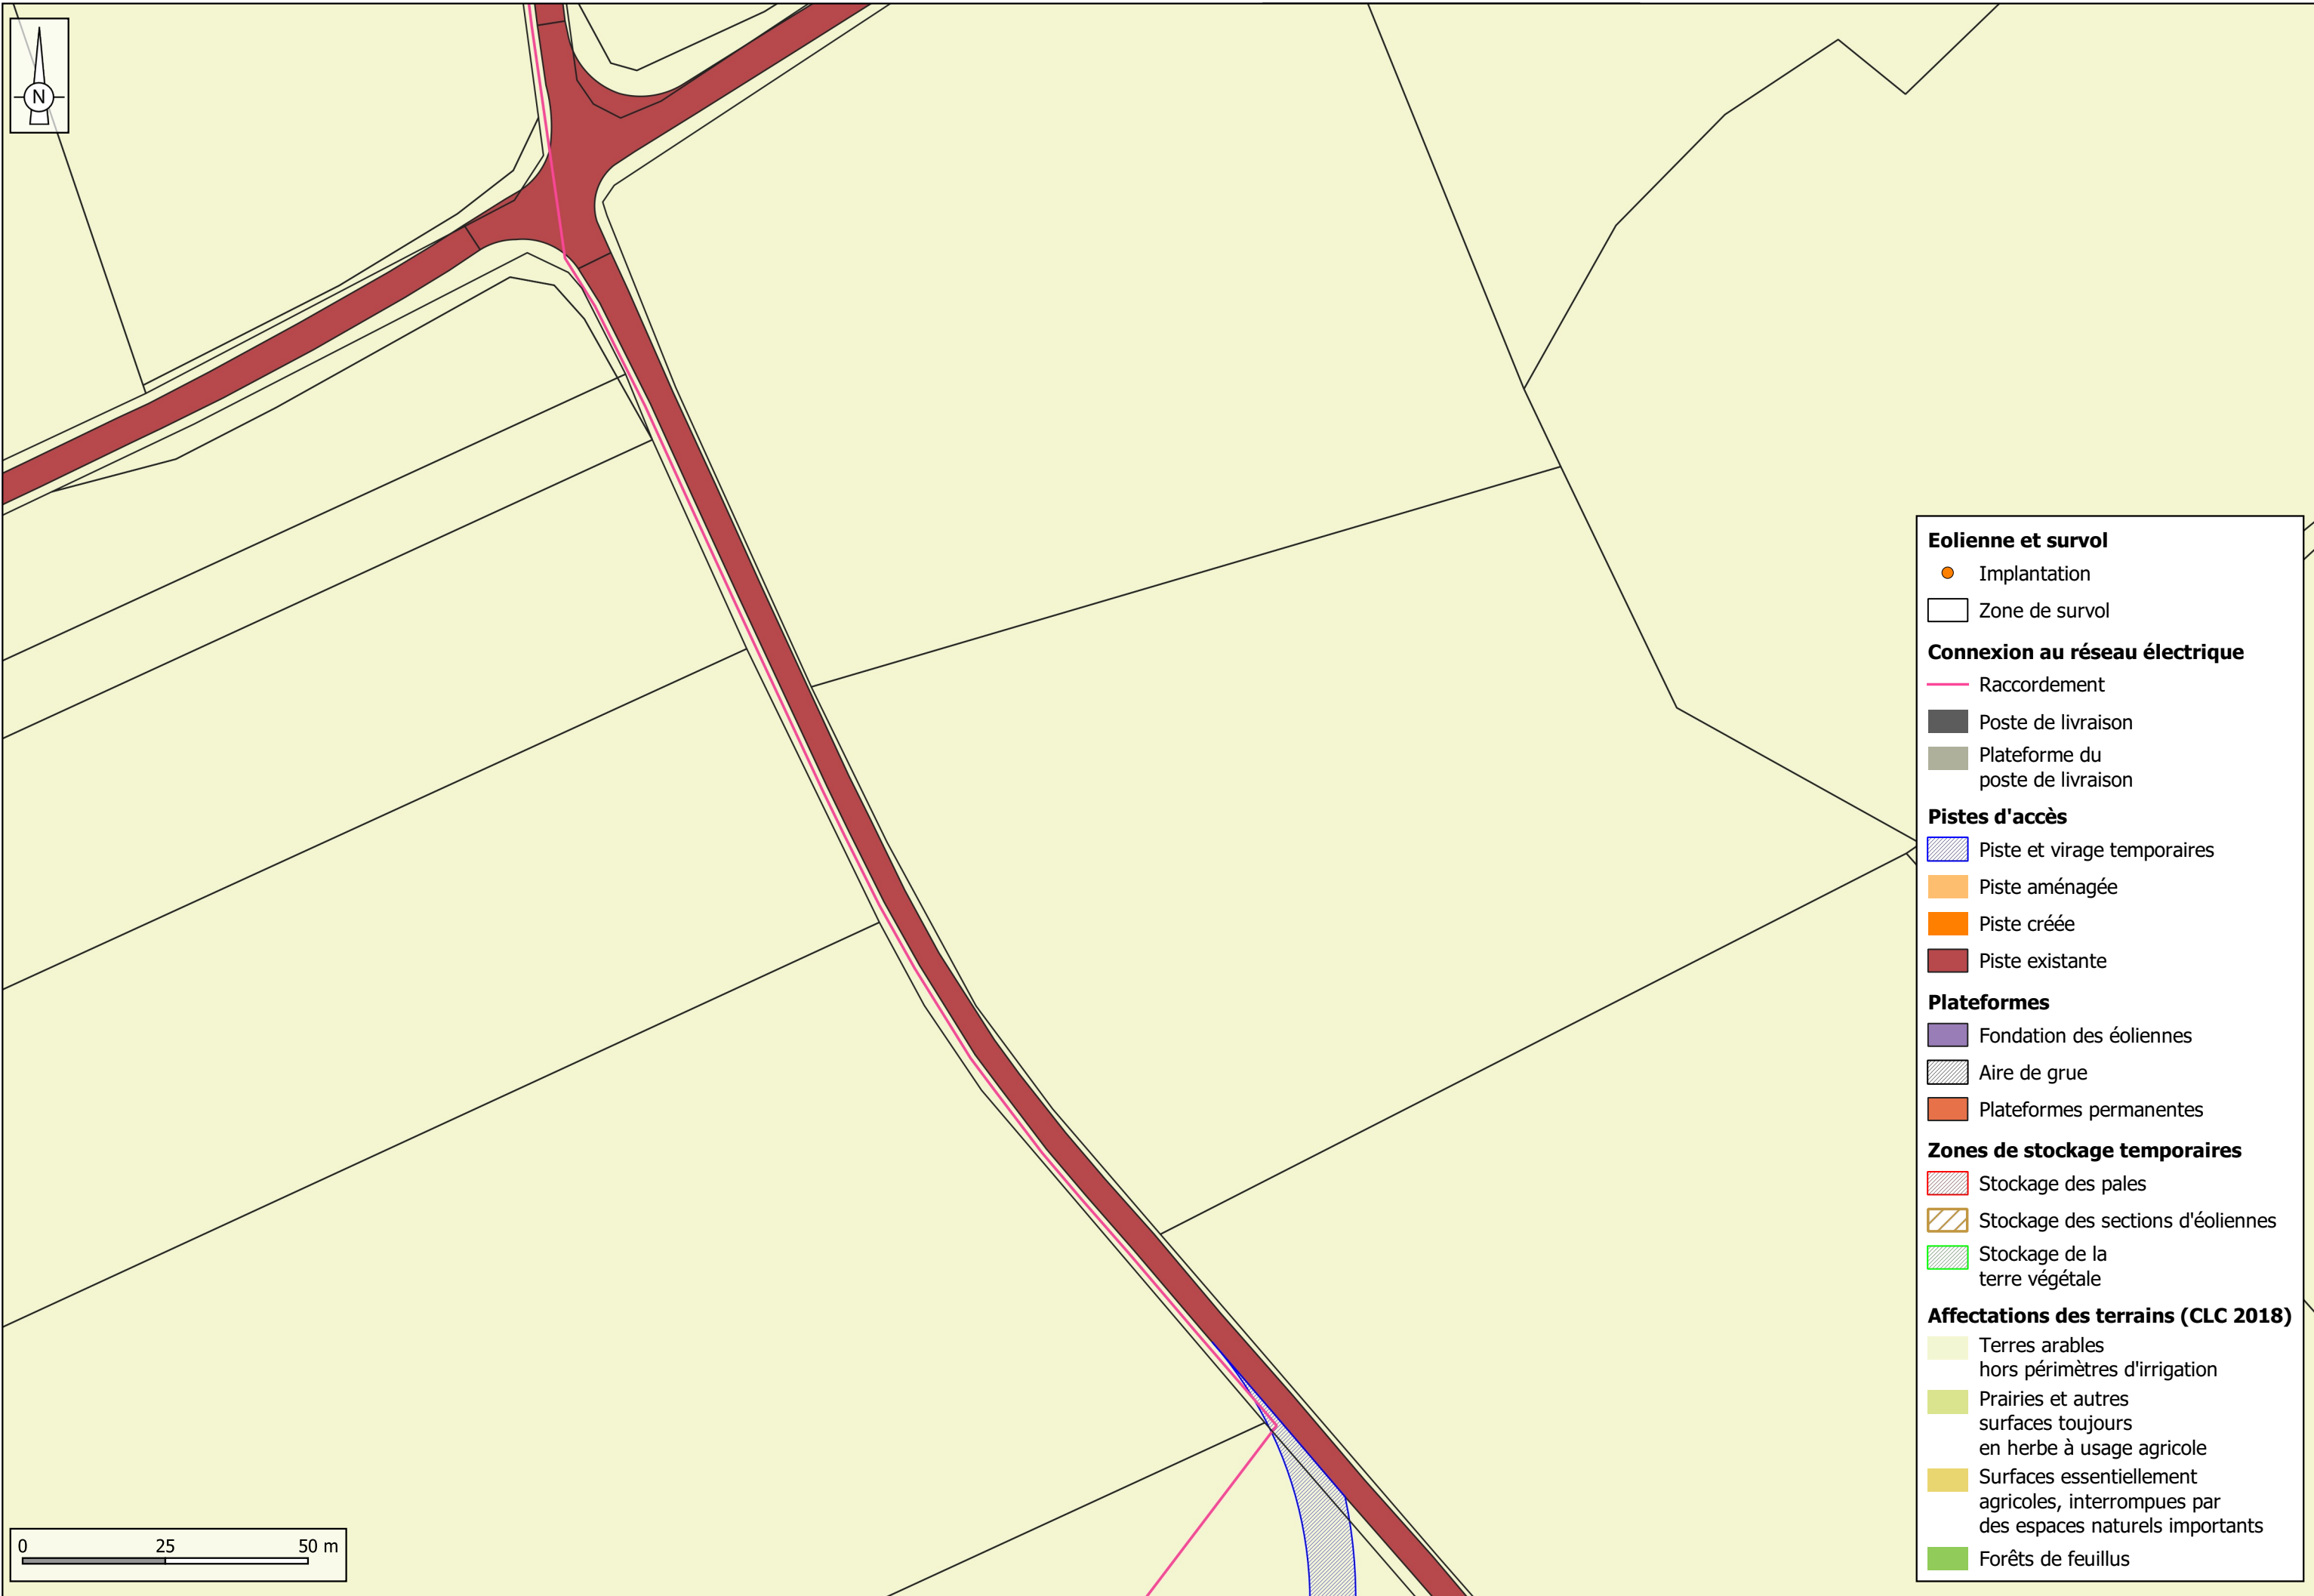 N
Eolienne et survol
Implantation
Zone de survol
Connexion au réseau électrique
Raccordement
Poste de livraison
Plateforme du
poste de livraison
Pistes d'accès
Piste et virage temporaires
Piste aménagée
Piste créée
Piste existante
Plateformes
Fondation des éoliennes
Aire de grue
Plateformes permanentes
Zones de stockage temporaires
Stockage des pales
Stockage des sections d'éoliennes
Stockage de la
terre végétale
Affectations des terrains (CLC 2018)
Terres arables
hors périmètres d'irrigation
Prairies et autres
surfaces toujours
en herbe à usage agricole
Surfaces essentiellement
agricoles, interrompues par
des espaces naturels importants
Forêts de feuillus
0 25 50 m